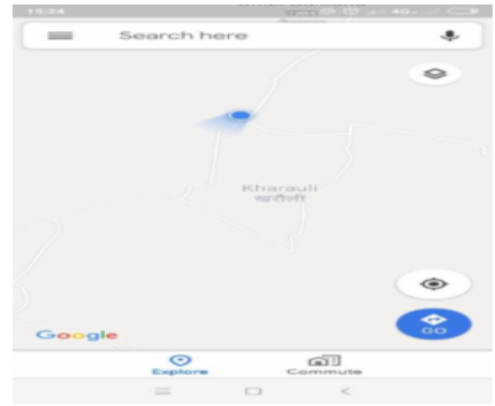 15:24
Search here
Kharauli
खरौली
GO
Google
Explore
Commute